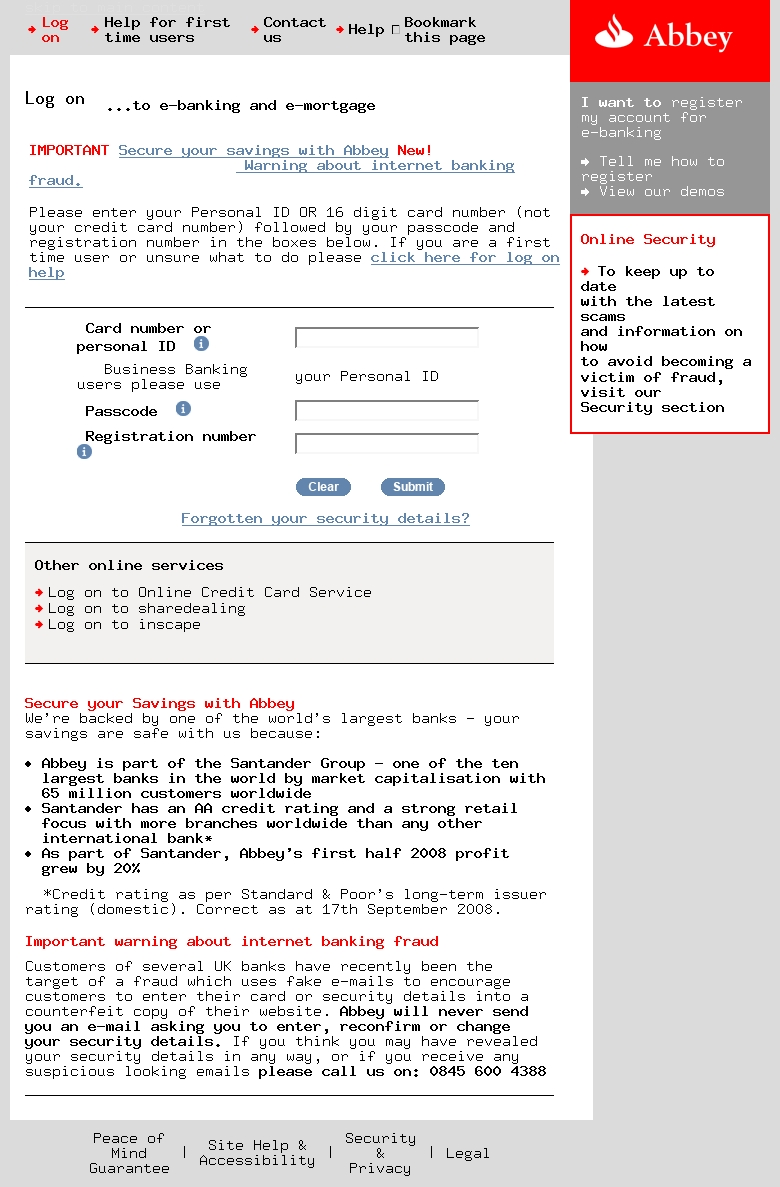 Log on
Help for first time users
Contact us
Help
Bookmark this page
Abbey
Log on ...to e-banking and e-mortgage
IMPORTANT Secure your savings with Abbey New!
Warning about internet banking
fraud.
Please enter your Personal ID OR 16 digit card number (not
your credit card number) followed by your passcode and
registration number in the boxes below. If you are a first
time user or unsure what to do please click here for log on
help
Card number or
personal ID
Business Banking
users please use
your Personal ID
Passcode
Registration number
Clear
Submit
Forgotten your security details?
Other online services
Log on to Online Credit Card Service
Log on to sharedealing
Log on to inscape
Secure your Savings with Abbey
We're backed by one of the world's largest banks - your
savings are safe with us because:
Abbey is part of the Santander Group - one of the ten
largest banks in the world by market capitalisation with
65 million customers worldwide
Santander has an AA credit rating and a strong retail
focus with more branches worldwide than any other
international bank*
As part of Santander, Abbey's first half 2008 profit
grew by 20%
*Credit rating as per Standard & Poor's long-term issuer
rating (domestic). Correct as at 17th September 2008.
Important warning about internet banking fraud
Customers of several UK banks have recently been the
target of a fraud which uses fake e-mails to encourage
customers to enter their card or security details into a
counterfeit copy of their website. Abbey will never send
you an e-mail asking you to enter, reconfirm or change
your security details. If you think you may have revealed
your security details in any way, or if you receive any
suspicious looking emails please call us on: 0845 600 4388
I want to register
my account for
e-banking
Tell me how to
register
View our demos
Online Security
To keep up to
date
with the latest
scams
and information on
how
to avoid becoming a
victim of fraud,
visit our
Security section
Peace of
Mind
Guarantee
|
Site Help &
Accessibility
|
Security
&
Privacy
|
Legal